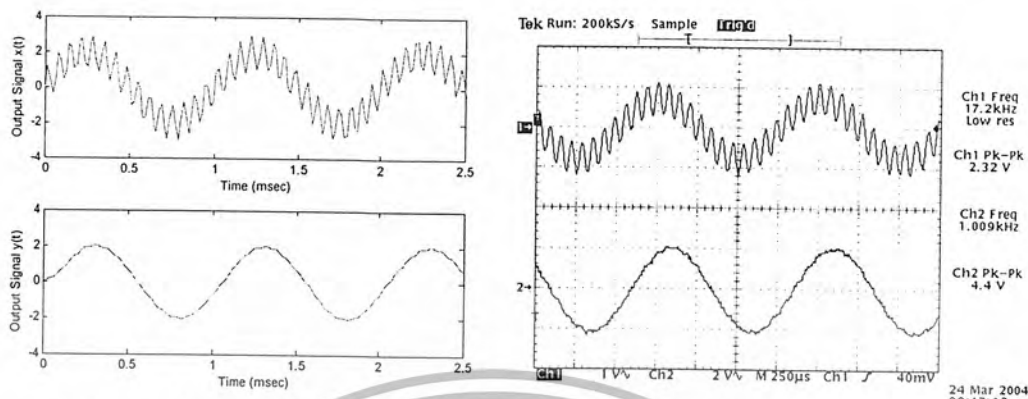 Output Signal x(t)
4
2
0
-2
-4
0
0.5
1
1.5
2
2.5
Time (msec)
Output Signal y(t)
4
2
0
-2
-4
0
0.5
1
1.5
2
2.5
Time (msec)
Tek Run: 200kS/s Sample Trig'd
Ch1 Freq
17.2kHz
Low res
Ch1 Pk-Pk
2.32 V
Ch2 Freq
1.009kHz
Ch2 Pk-Pk
4.4 V
2→
Ch1 1 V Ch2 2 V M 250µs Ch1 40mV
24 Mar 2004